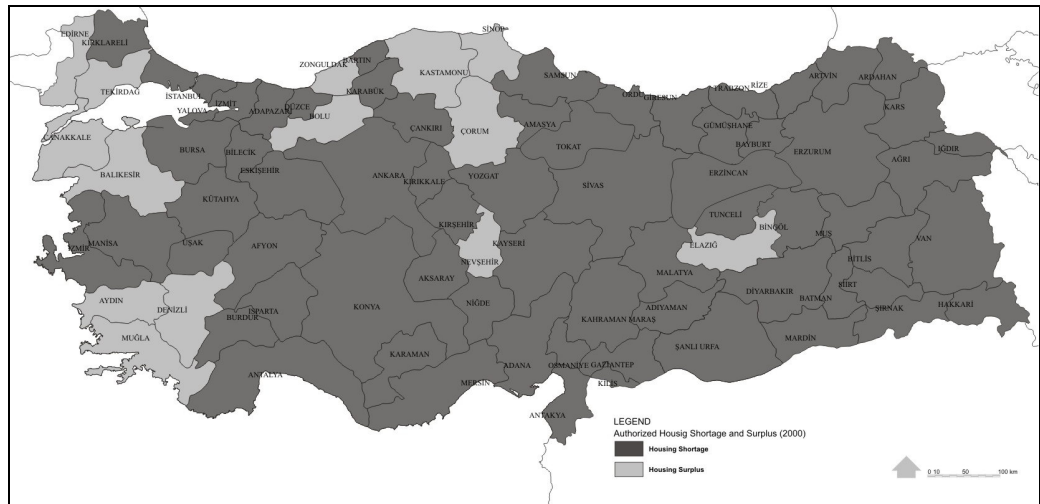 EDİRNE
KIRKLARELİ
SİNOP
ZONGULDAK
BARTIN
KASTAMONU
TEKİRDAĞ
İSTANBUL
KARABÜK
SAMSUN
ARTVİN
ARDAHAN
YALOVA
İZMİT
ADAPAZARI
DÜZCE
BOLU
ORDU
GİRESUN
TRABZON
RİZE
KARS
ÇANAKKALE
ÇANKIRI
ÇORUM
AMASYA
GÜMÜŞHANE
BURSA
BİLECİK
TOKAT
BAYBURT
ERZURUM
IĞDIR
BALIKESİR
ESKİŞEHİR
ANKARA
KIRIKKALE
YOZGAT
ERZİNCAN
AĞRI
KÜTAHYA
SİVAS
TUNCELİ
BİNGÖL
KIRŞEHİR
İZMİR
MANİSA
UŞAK
AFYON
KAYSERİ
ELAZIĞ
MUŞ
VAN
NEVŞEHİR
BİTLİS
AKSARAY
MALATYA
SİİRT
AYDIN
DENİZLİ
KONYA
NİĞDE
DİYARBAKIR
BATMAN
ŞIRNAK
HAKKARİ
ISPARTA
BURDUR
ADIYAMAN
KAHRAMAN MARAŞ
MUĞLA
MARDİN
KARAMAN
ŞANLI URFA
ADANA
OSMANİYE
GAZİANTEP
ANTALYA
MERSİN
KİLİS
ANTAKYA
LEGEND
Authorized Housig Shortage and Surplus (2000)
Housing Shortage
Housing Surplus
0 10 50 100 km